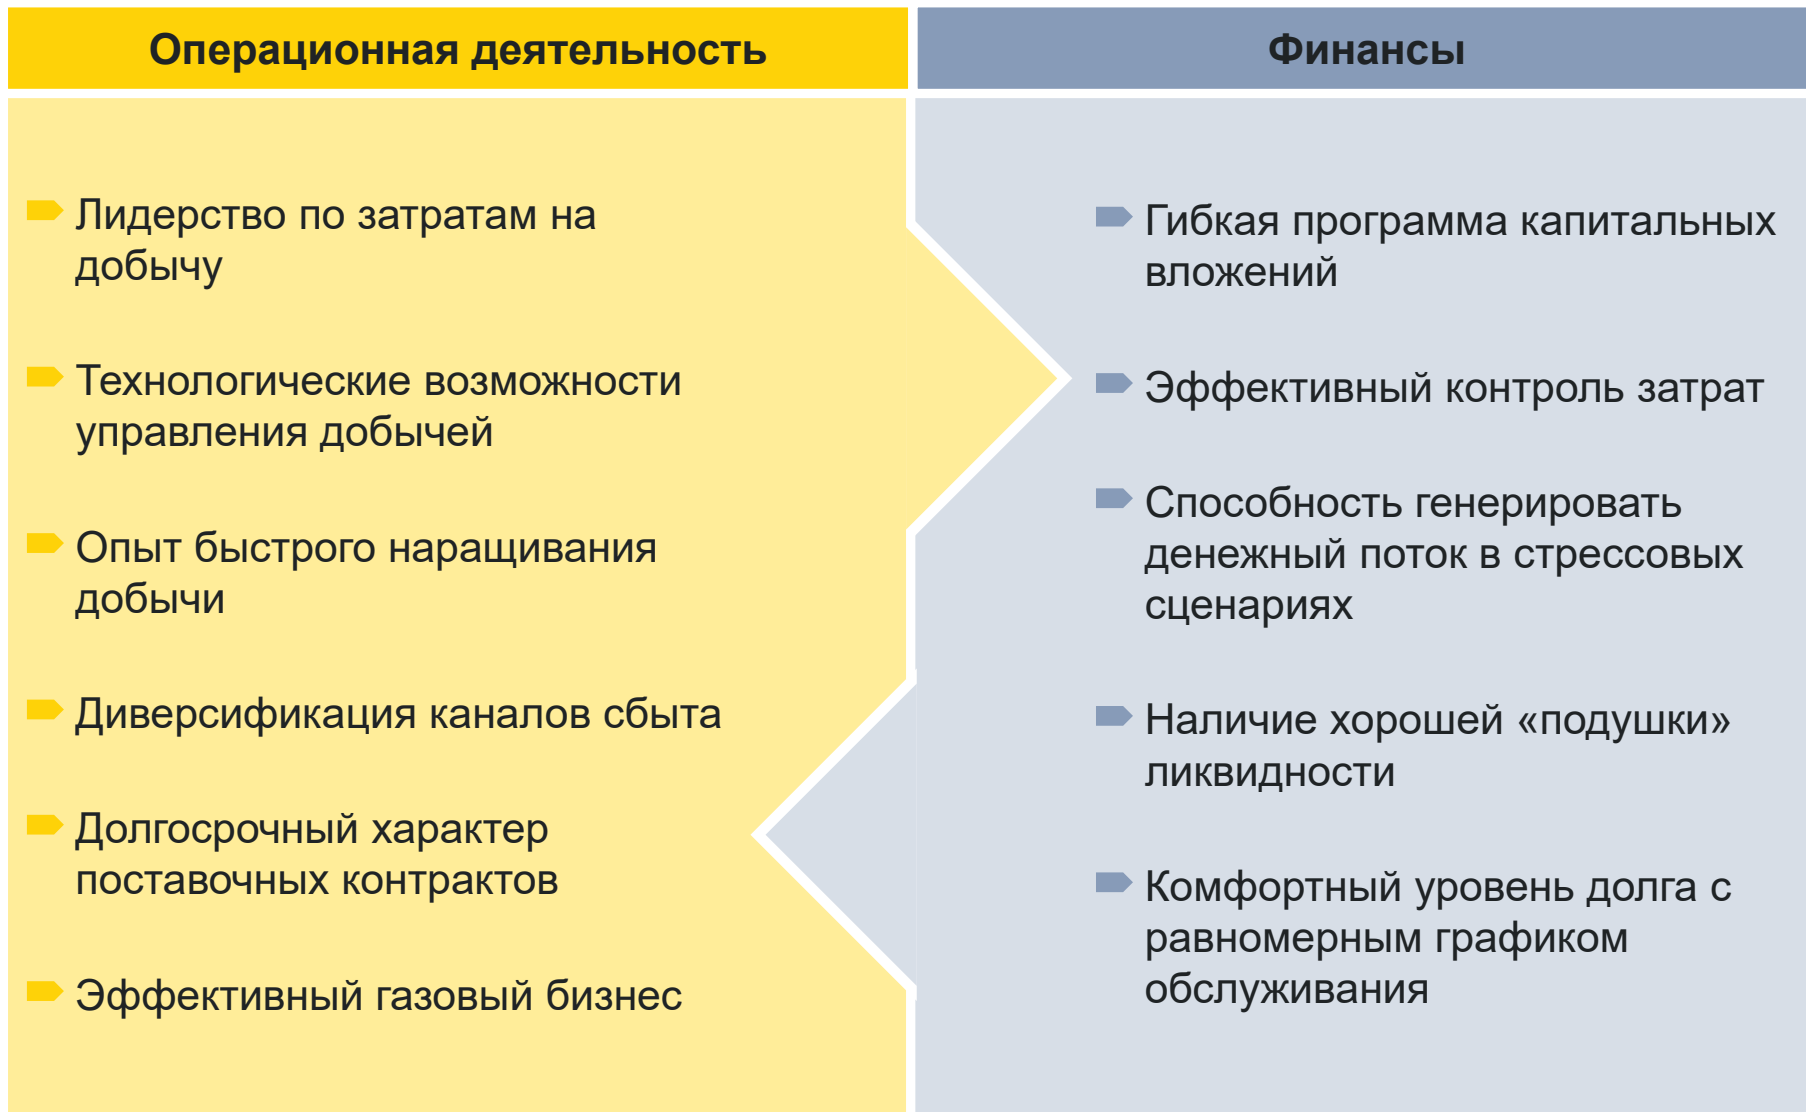 Операционная деятельность
Лидерство по затратам на
добычу
Технологические возможности
управления добычей
Опыт быстрого наращивания
добычи
Диверсификация каналов сбыта
Долгосрочный характер
поставочных контрактов
Эффективный газовый бизнес
Финансы
Гибкая программа капитальных
вложений
Эффективный контроль затрат
Способность генерировать
денежный поток в стрессовых
сценариях
Наличие хорошей «подушки»
ликвидности
Комфортный уровень долга с
равномерным графиком
обслуживания